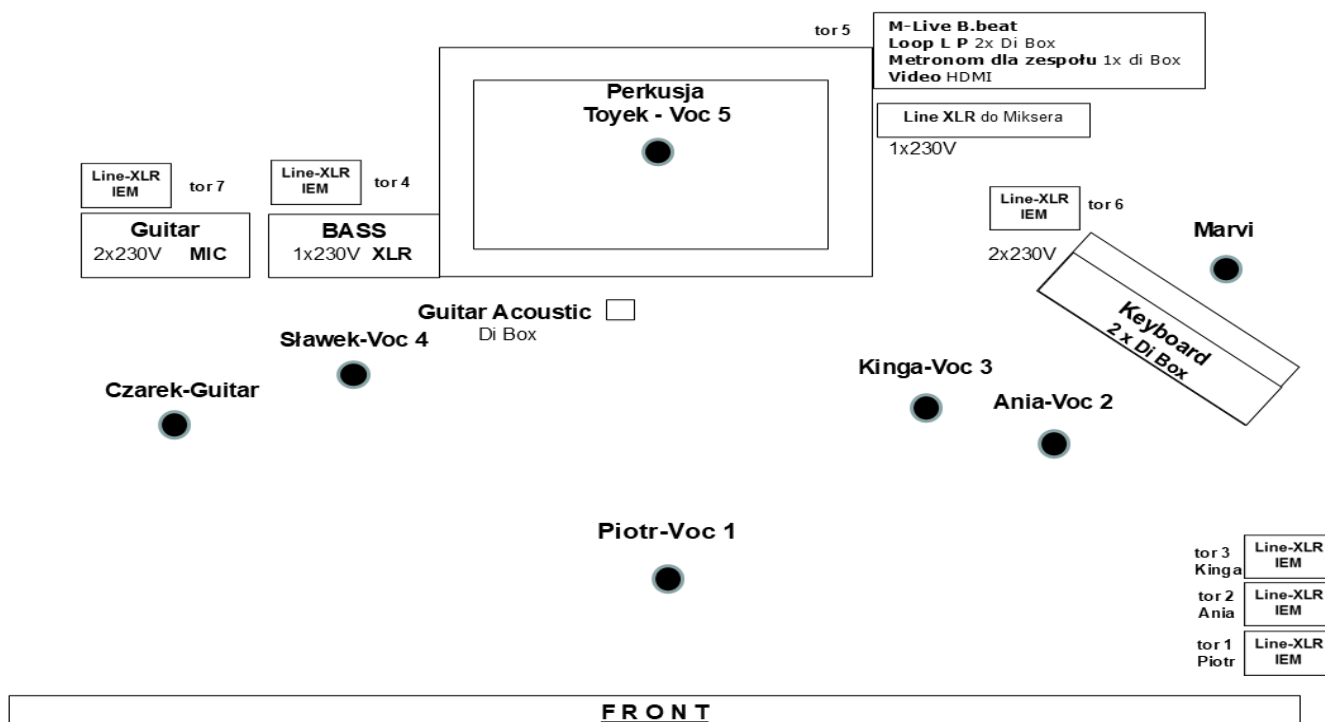 tor 5
M-Live B.beat
Loop L P 2x Di Box
Metronom dla zespołu 1x di Box
Video HDMI
Perkusja
Toyek - Voc 5
Line XLR do Miksera
1x230V
Line-XLR
IEM
tor 7
Line-XLR
IEM
tor 4
Line-XLR
IEM
tor 6
Guitar
2x230V MIC
BASS
1x230V XLR
Marvi
2x230V
Keyboard
2 x Di Box
Guitar Acoustic
Di Box
Sławek-Voc 4
Czarek-Guitar
Kinga-Voc 3
Ania-Voc 2
Piotr-Voc 1
tor 3
Kinga
Line-XLR
IEM
tor 2
Ania
Line-XLR
IEM
tor 1
Piotr
Line-XLR
IEM
FRONT